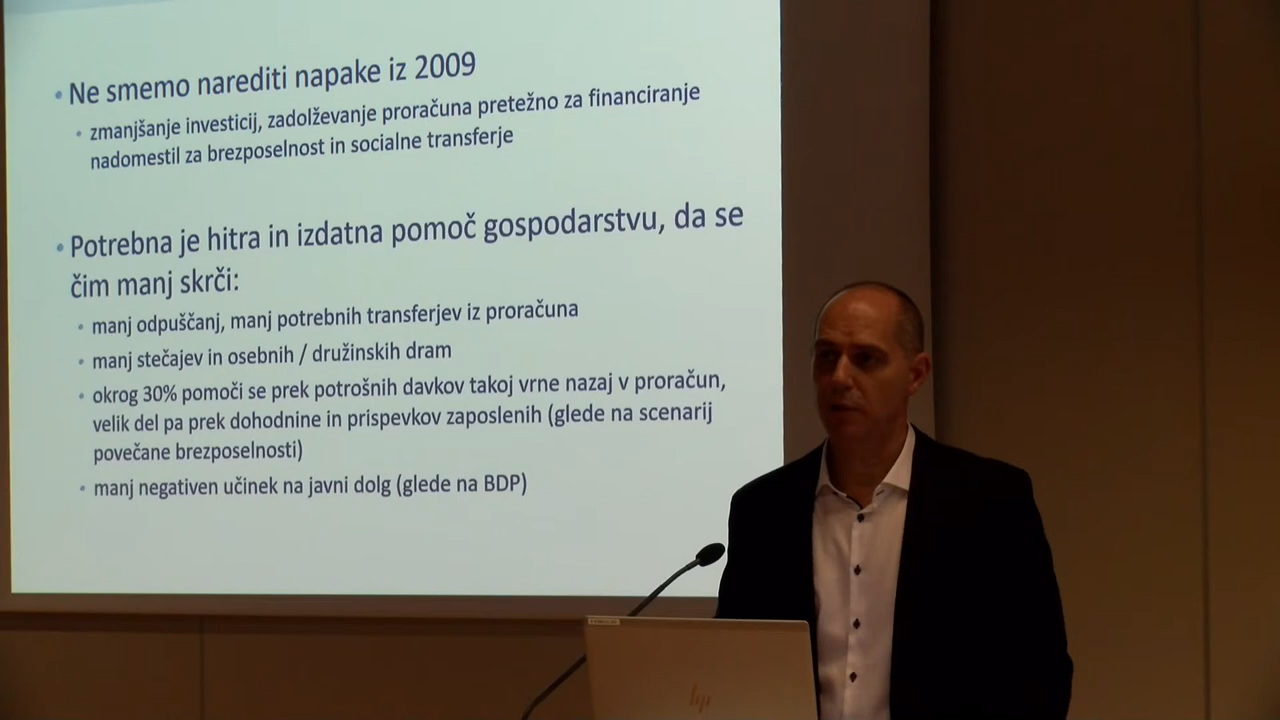 Ne smemo narediti napake iz 2009
zmanjšanje investicij, zadolževanje proračuna pretežno za financiranje
nadomestil za brezposelnost in socialne transferje
Potrebna je hitra in izdatna pomoč gospodarstvu, da se
čim manj skrči:
manj odpuščanj, manj potrebnih transferjev iz proračuna
manj stečajev in osebnih / družinskih dram
okrog 30% pomoči se prek potrošnih davkov takoj vrne nazaj v proračun,
velik del pa prek dohodnine in prispevkov zaposlenih (glede na scenarij
povečane brezposelnosti)
manj negativen učinek na javni dolg (glede na BDP)
hp